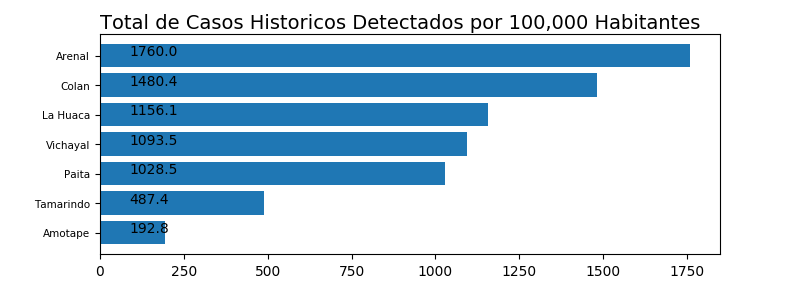 Total de Casos Historicos Detectados por 100,000 Habitantes
Arenal 1760.0
Colan 1480.4
La Huaca 1156.1
Vichayal 1093.5
Paita 1028.5
Tamarindo 487.4
Amotape 192.8
0 250 500 750 1000 1250 1500 1750